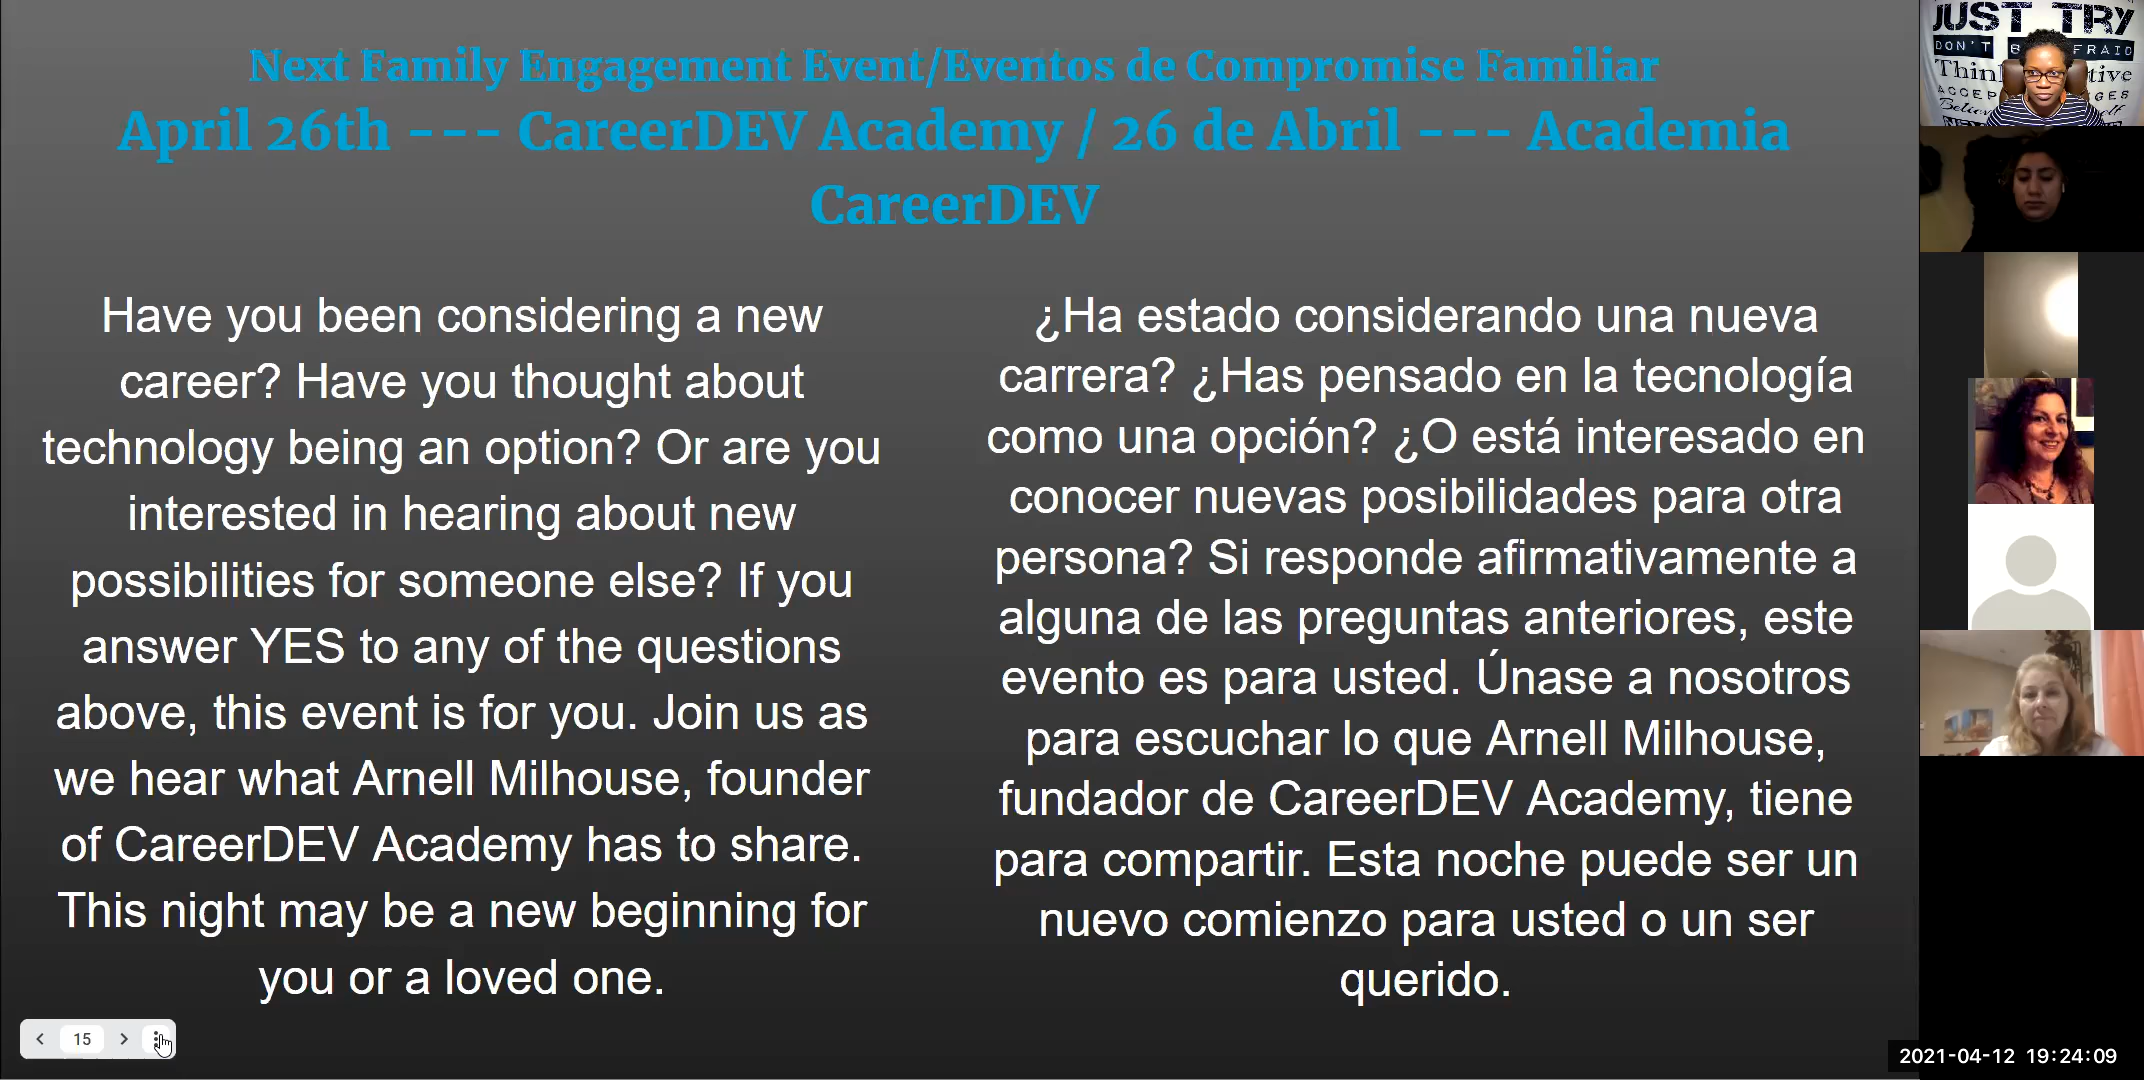 Next Family Engagement Event/Eventos de Compromise Familiar
April 26th --- CareerDEV Academy / 26 de Abril --- Academia
CareerDEV
Have you been considering a new
career? Have you thought about
technology being an option? Or are you
interested in hearing about new
possibilities for someone else? If you
answer YES to any of the questions
above, this event is for you. Join us as
we hear what Arnell Milhouse, founder
of CareerDEV Academy has to share.
This night may be a new beginning for
you or a loved one.
¿Ha estado considerando una nueva
carrera? ¿Has pensado en la tecnología
como una opción? ¿O está interesado en
conocer nuevas posibilidades para otra
persona? Si responde afirmativamente a
alguna de las preguntas anteriores, este
evento es para usted. Únase a nosotros
para escuchar lo que Arnell Milhouse,
fundador de CareerDEV Academy, tiene
para compartir. Esta noche puede ser un
nuevo comienzo para usted o un ser
querido.
15
JUST TRY
DON'T
2021-04-12 19:24:09